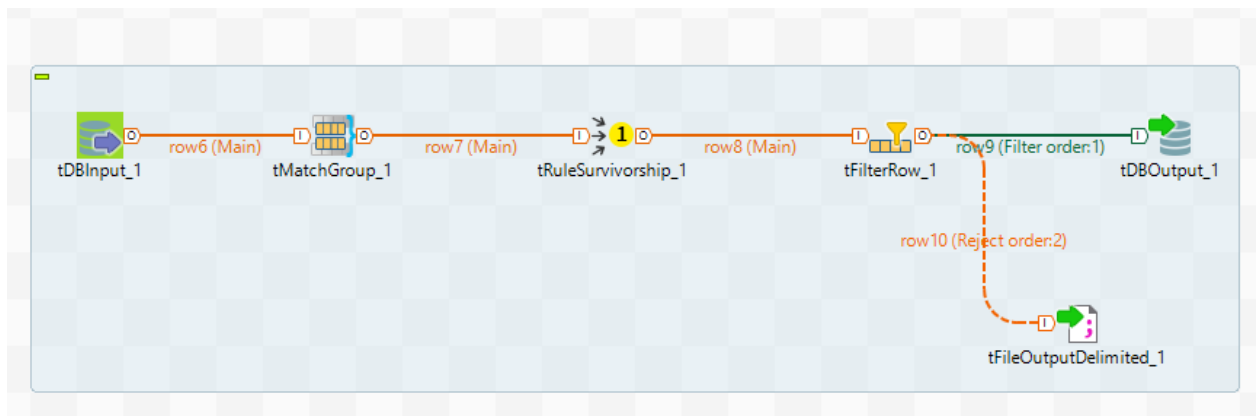 O
I
O
I
1
O
I
O
I
row6 (Main)
row7 (Main)
row8 (Main)
row9 (Filter order:1)
tDBInput_1
tMatchGroup_1
tRuleSurvivorship_1
tFilterRow_1
tDBOutput_1
row10 (Reject order:2)
I
;
tFileOutputDelimited_1